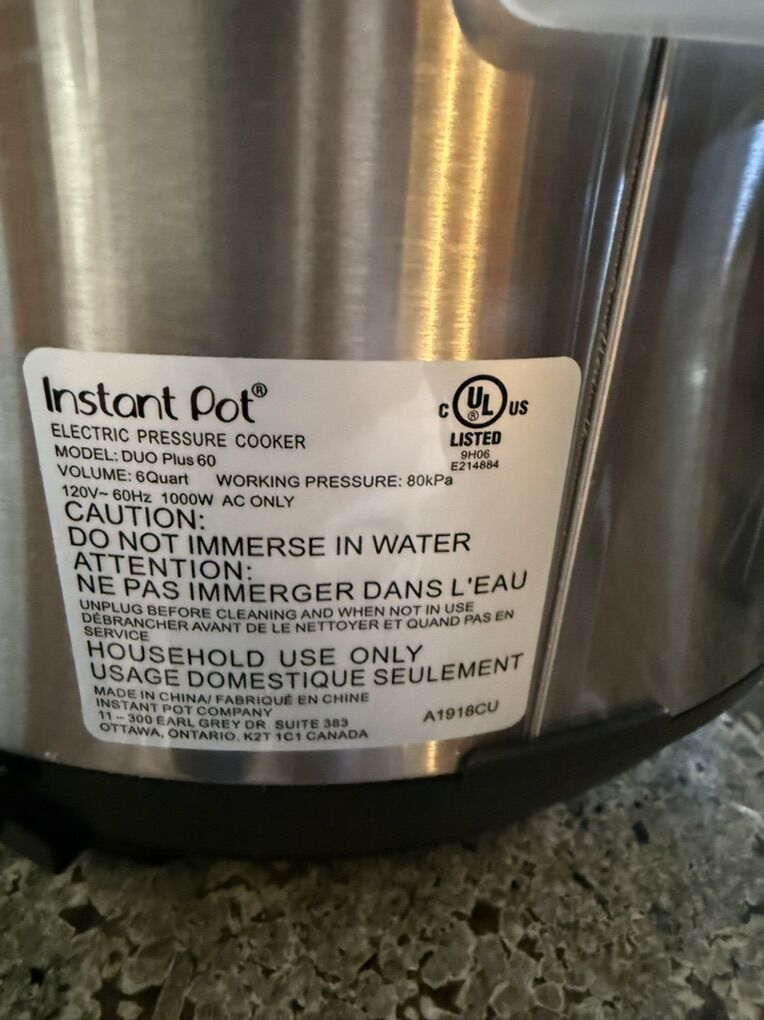 Instant Pot®
ELECTRIC PRESSURE COOKER
MODEL: DUO Plus 60
VOLUME: 6Quart WORKING PRESSURE: 80kPa
120V~ 60Hz 1000W AC ONLY
C UL® US
LISTED
9H06
E214884
CAUTION:
DO NOT IMMERSE IN WATER
ATTENTION:
NE PAS IMMERGER DANS L'EAU
UNPLUG BEFORE CLEANING AND WHEN NOT IN USE
DÉBRANCHER AVANT DE LE NETTOYER ET QUAND PAS EN
SERVICE
HOUSEHOLD USE ONLY
USAGE DOMESTIQUE SEULEMENT
MADE IN CHINA/ FABRIQUÉ EN CHINE
INSTANT POT COMPANY
11 – 300 EARL GREY DR SUITE 383
OTTAWA, ONTARIO, K2T 1C1 CANADA
A1918CU